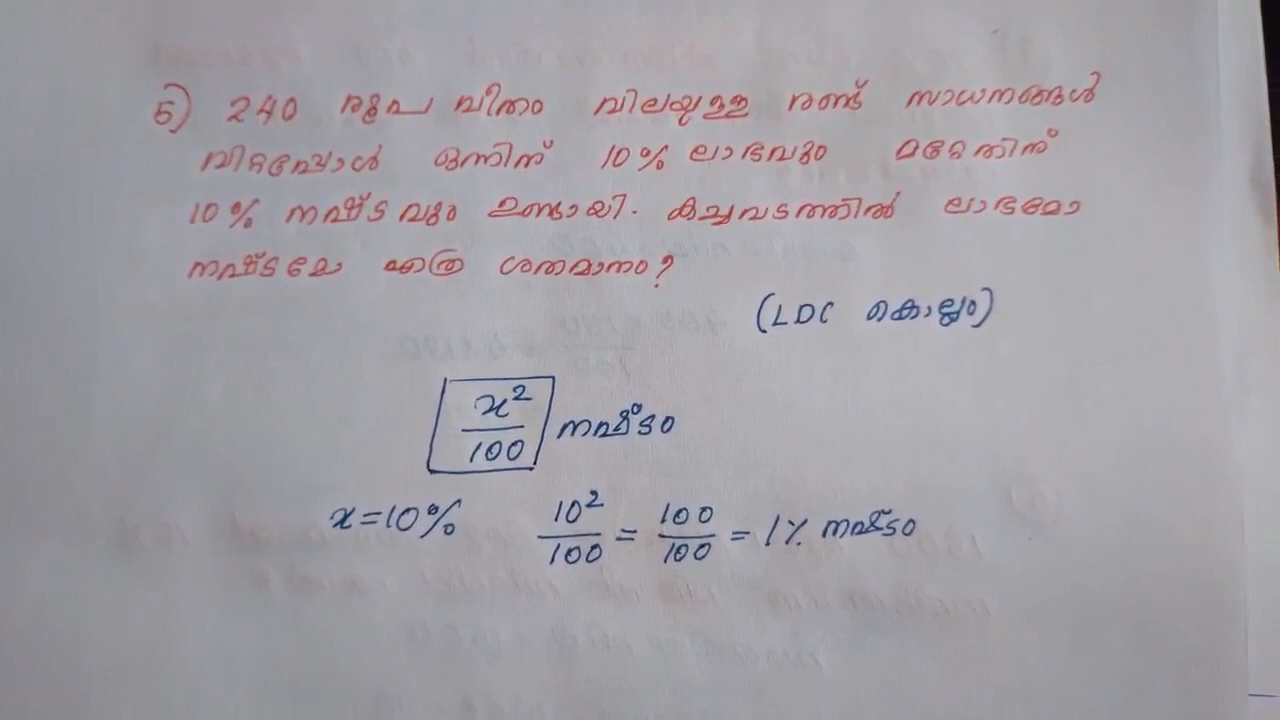 5) 240 രൂപ വീതം വിലയുള്ള രണ്ട് സാധനങ്ങൾ
വിറ്റപ്പോൾ ഒന്നിന് 10% ലാഭവും മറ്റേതിന്
10% നഷ്ടവും ഉണ്ടായി. കച്ചവടത്തിൽ ലാഭമോ
നഷ്ടമോ എത്ര ശതമാനം?
(LDC കൊല്ലം)
x²/100 നഷ്ടം
x=10% 10²/100 = 100/100 = 1% നഷ്ടം